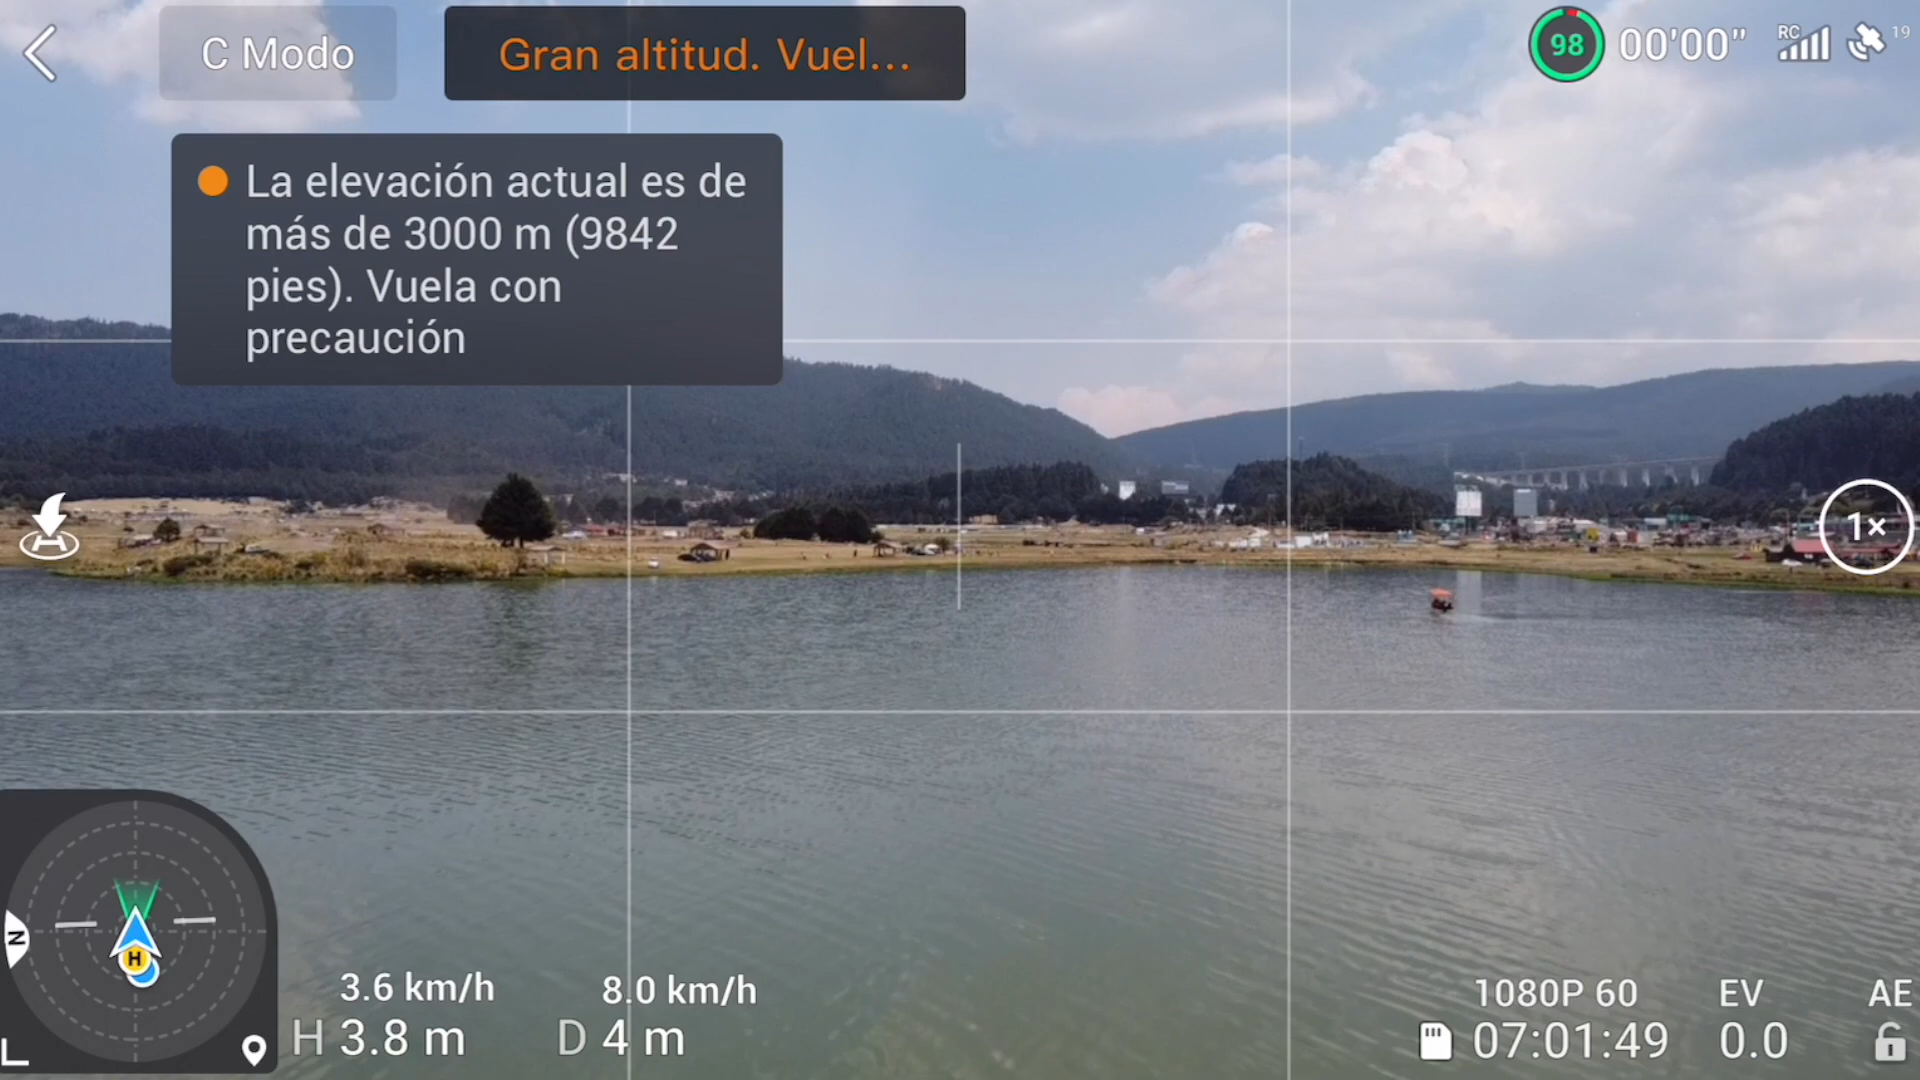 C Modo
Gran altitud. Vuel...
98
00'00"
RC
19
La elevación actual es de
más de 3000 m (9842
pies). Vuela con
precaución
1×
N
H
3.6 km/h
8.0 km/h
H 3.8 m
D 4 m
1080P 60
EV
AE
07:01:49
0.0